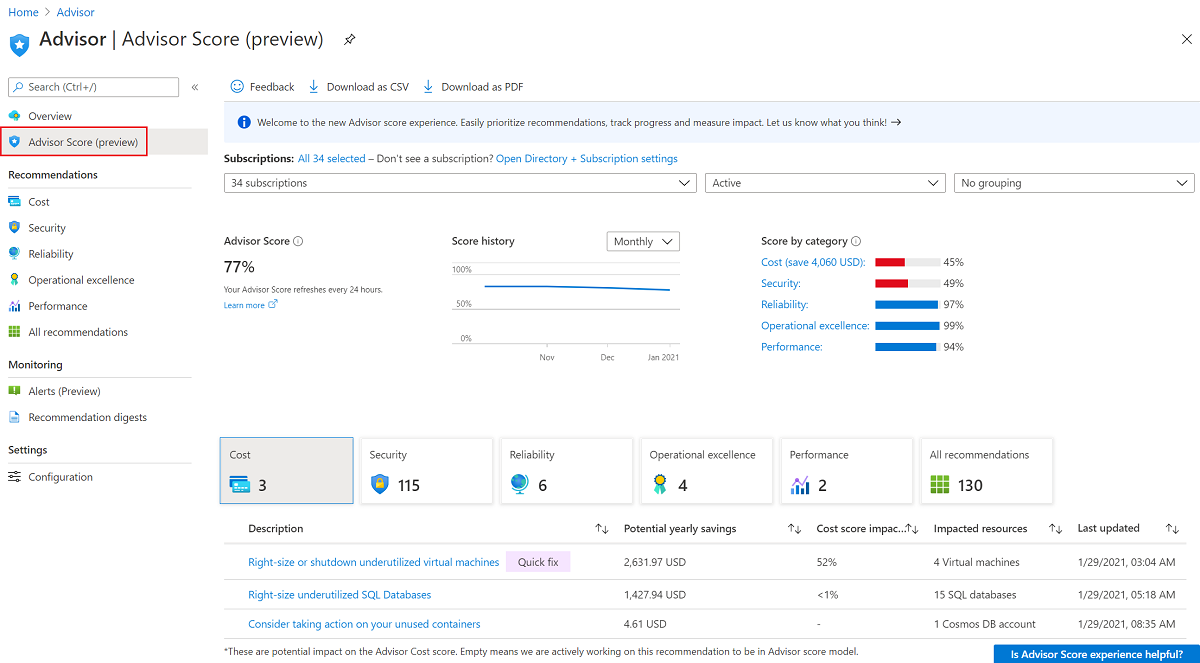 Home > Advisor
Advisor | Advisor Score (preview)
Search (Ctrl+/)
«
Overview
Advisor Score (preview)
Recommendations
Cost
Security
Reliability
Operational excellence
Performance
All recommendations
Monitoring
Alerts (Preview)
Recommendation digests
Settings
Configuration
Feedback Download as CSV Download as PDF
Welcome to the new Advisor score experience. Easily prioritize recommendations, track progress and measure impact. Let us know what you think! →
Subscriptions: All 34 selected – Don't see a subscription? Open Directory + Subscription settings
34 subscriptions Active No grouping
Advisor Score
77%
Your Advisor Score refreshes every 24 hours.
Learn more
Score history Monthly
100%
50%
0%
Nov Dec Jan 2021
Score by category
Cost (save 4,060 USD): 45%
Security: 49%
Reliability: 97%
Operational excellence: 99%
Performance: 94%
Cost 3
Security 115
Reliability 6
Operational excellence 4
Performance 2
All recommendations 130
Description Potential yearly savings Cost score impac... Impacted resources Last updated
Right-size or shutdown underutilized virtual machines Quick fix 2,631.97 USD 52% 4 Virtual machines 1/29/2021, 03:04 AM
Right-size underutilized SQL Databases 1,427.94 USD <1% 15 SQL databases 1/29/2021, 05:18 AM
Consider taking action on your unused containers 4.61 USD - 1 Cosmos DB account 1/29/2021, 08:35 AM
*These are potential impact on the Advisor Cost score. Empty means we are actively working on this recommendation to be in Advisor score model.
Is Advisor Score experience helpful?